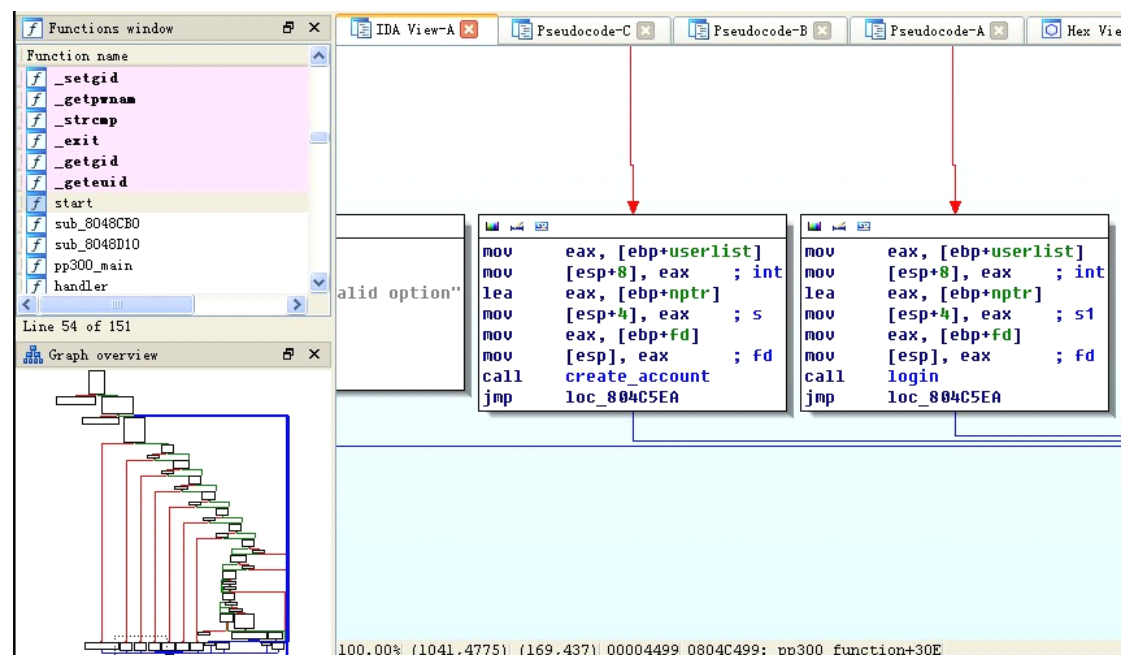 Functions window
IDA View-A
Pseudocode-C
Pseudocode-B
Pseudocode-A
Hex Vie
Function name
_setgid
_getpwnam
_strcmp
_exit
_getgid
_geteuid
start
sub_8048CB0
sub_8048D10
pp300_main
handler
Line 54 of 151
Graph overview
alid option"
mov eax, [ebp+userlist]
mov [esp+8], eax ; int
lea eax, [ebp+nptr]
mov [esp+4], eax ; s
mov eax, [ebp+fd]
mov [esp], eax ; fd
call create_account
jmp loc_804C5EA
mov eax, [ebp+userlist]
mov [esp+8], eax ; int
lea eax, [ebp+nptr]
mov [esp+4], eax ; s1
mov eax, [ebp+fd]
mov [esp], eax ; fd
call login
jmp loc_804C5EA
100.00% (1041,4775) (169,437) 00004499 0804C499: pp300_function+30E